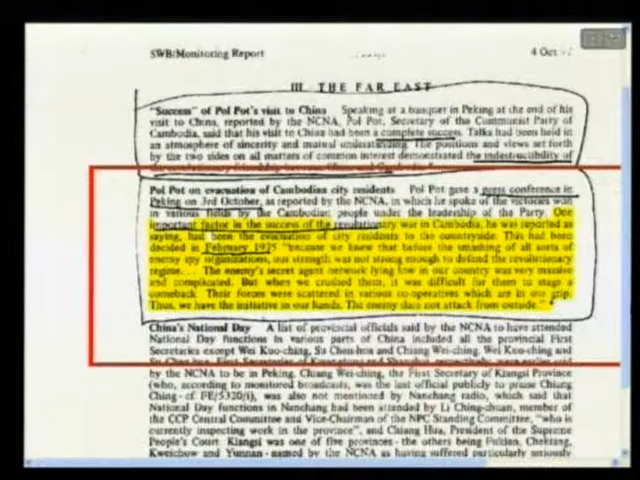 SWB/Monitoring Report
4 Oct
III. THE FAR EAST
"Success" of Pol Pot's visit to China Speaking at a banquet in Peking at the end of his
visit to China, reported by the NCNA, Pol Pot, Secretary of the Communist Party of
Cambodia, said that his visit to China had been a complete success. Talks had been held in
an atmosphere of sincerity and mutual understanding. The positions and views set forth
by the two sides on all matters of common interest demonstrated the indestructibility of
Pol Pot on evacuation of Cambodian city residents Pol Pot gave a press conference in
Peking on 3rd October, as reported by the NCNA, in which he spoke of the victories won
in various fields by the Cambodian people under the leadership of the Party. One
important factor in the success of the revolutionary war in Cambodia, he was reported as
saying, had been the evacuation of city residents to the countryside. This had been
decided in February 1975 "because we knew that before the smashing of all sorts of
enemy spy organizations, our strength was not strong enough to defend the revolutionary
regime... The enemy's secret agent network lying low in our country was very massive
and complicated. But when we crushed them, it was difficult for them to stage a
comeback. Their forces were scattered in various co-operatives which are in our grip.
Thus, we have the initiative in our hands. The enemy dare not attack from outside."
China's National Day A list of provincial officials said by the NCNA to have attended
National Day functions in various parts of China included all the provincial First
Secretaries except Wei Kuo-ching, Su Chen-hua and Chiang Wei-ching. Wei Kuo-ching and
by the NCNA to be in Peking. Chiang Wei-ching, the First Secretary of Kiangsi Province
(who, according to monitored broadcasts, was the last official publicly to praise Chiang
Ching - cf FE/5320/i), was also not mentioned by Nanchang radio, which said that
National Day functions in Nanchang had been attended by Li Ching-chuan, member of
the CCP Central Committee and Vice-Chairman of the NPC Standing Committee, "who is
currently inspecting work in the province", and Chiang Hua, President of the Supreme
People's Court. Kiangsi was one of five provinces - the others being Fukien, Chekiang,
Kweichow and Yunnan - named by the NCNA as having suffered particularly seriously